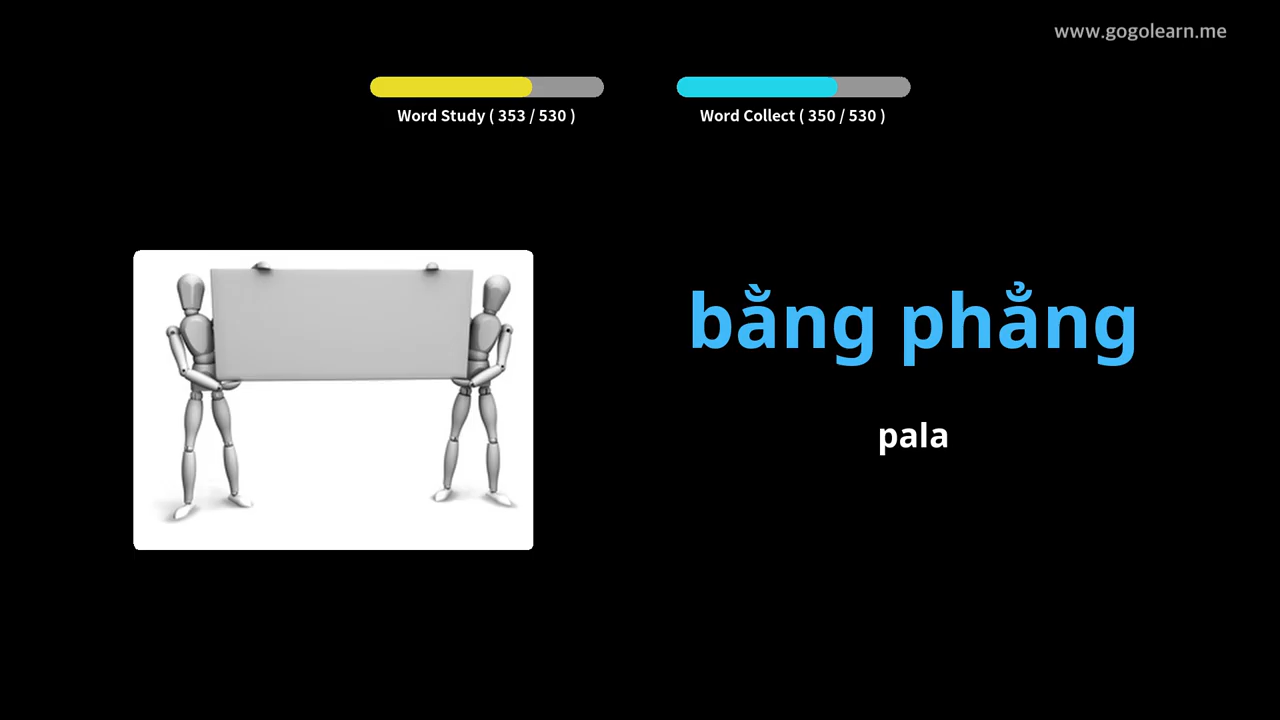 www.gogolearn.me
Word Study ( 353 / 530 )
Word Collect ( 350 / 530 )
bằng phẳng
pala